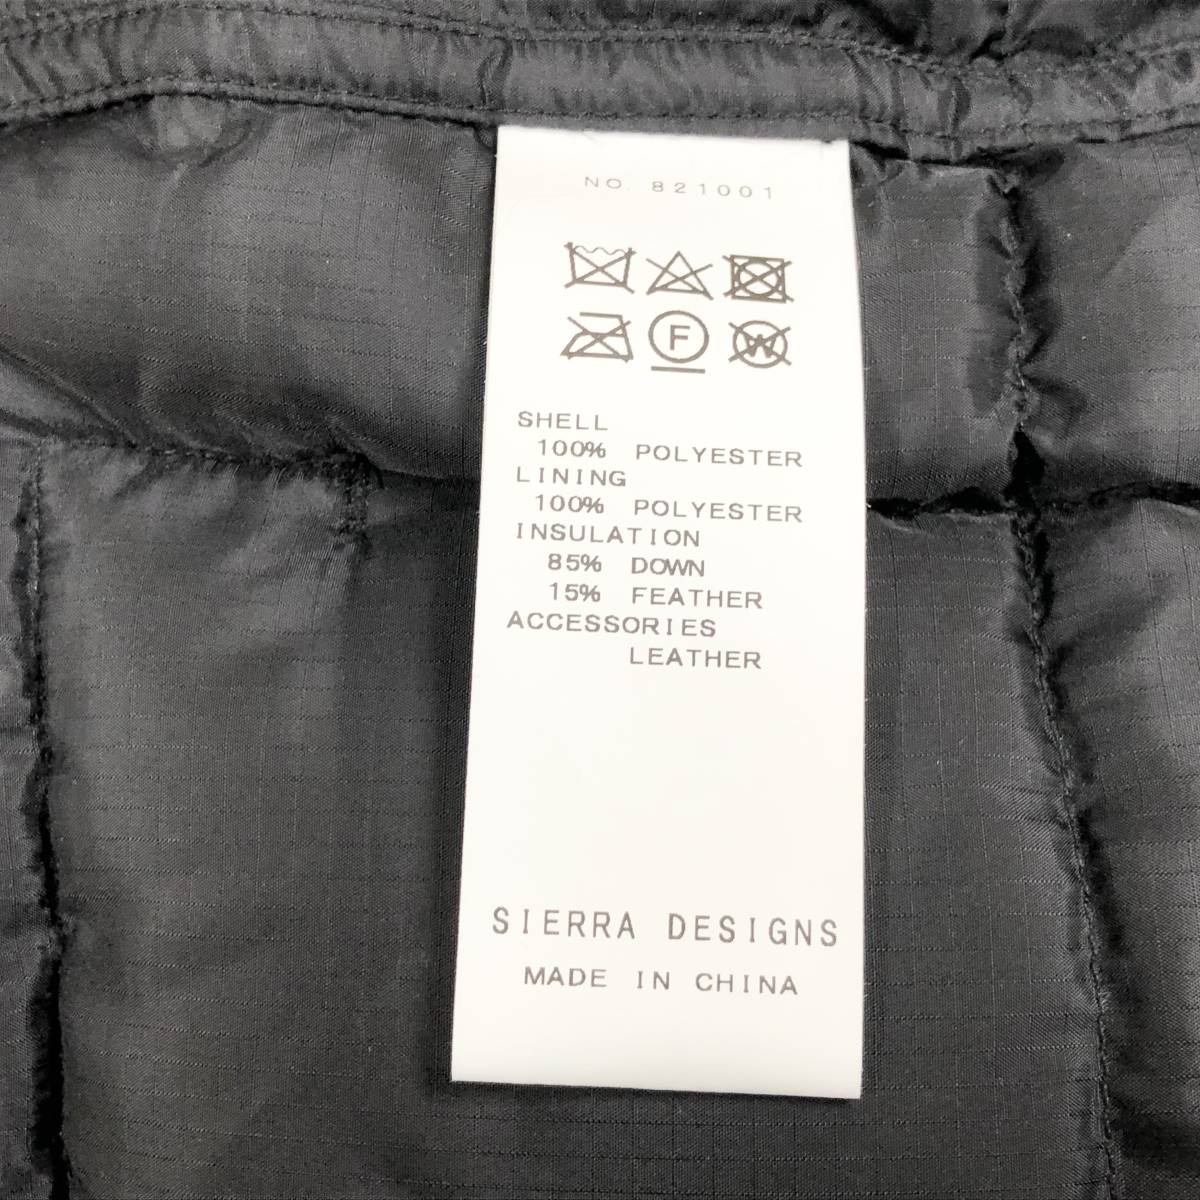 NO. 821001
F W
SHELL
100% POLYESTER
LINING
100% POLYESTER
INSULATION
85% DOWN
15% FEATHER
ACCESSORIES
LEATHER
SIERRA DESIGNS
MADE IN CHINA